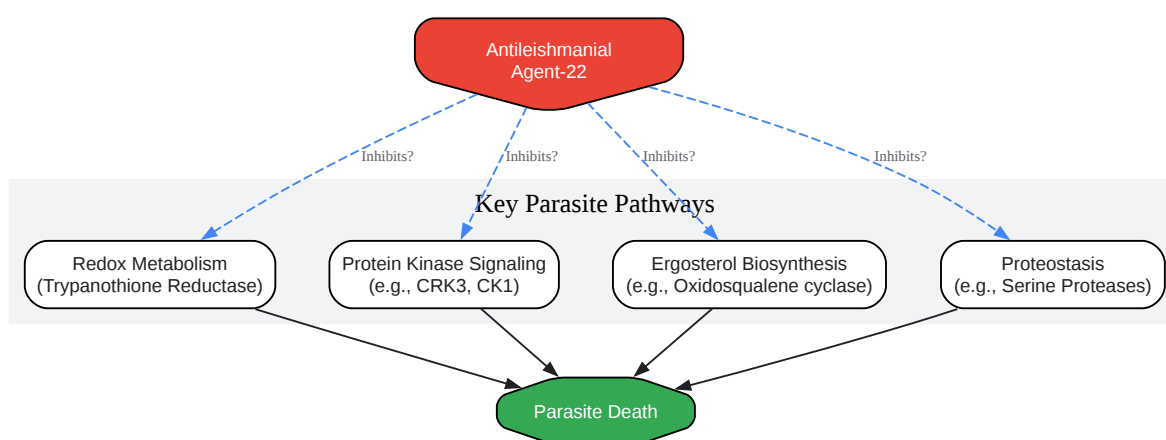 Antileishmanial
Agent-22
Inhibits?
Inhibits?
Inhibits?
Inhibits?
Key Parasite Pathways
Redox Metabolism
(Trypanothione Reductase)
Protein Kinase Signaling
(e.g., CRK3, CK1)
Ergosterol Biosynthesis
(e.g., Oxidosqualene cyclase)
Proteostasis
(e.g., Serine Proteases)
Parasite Death